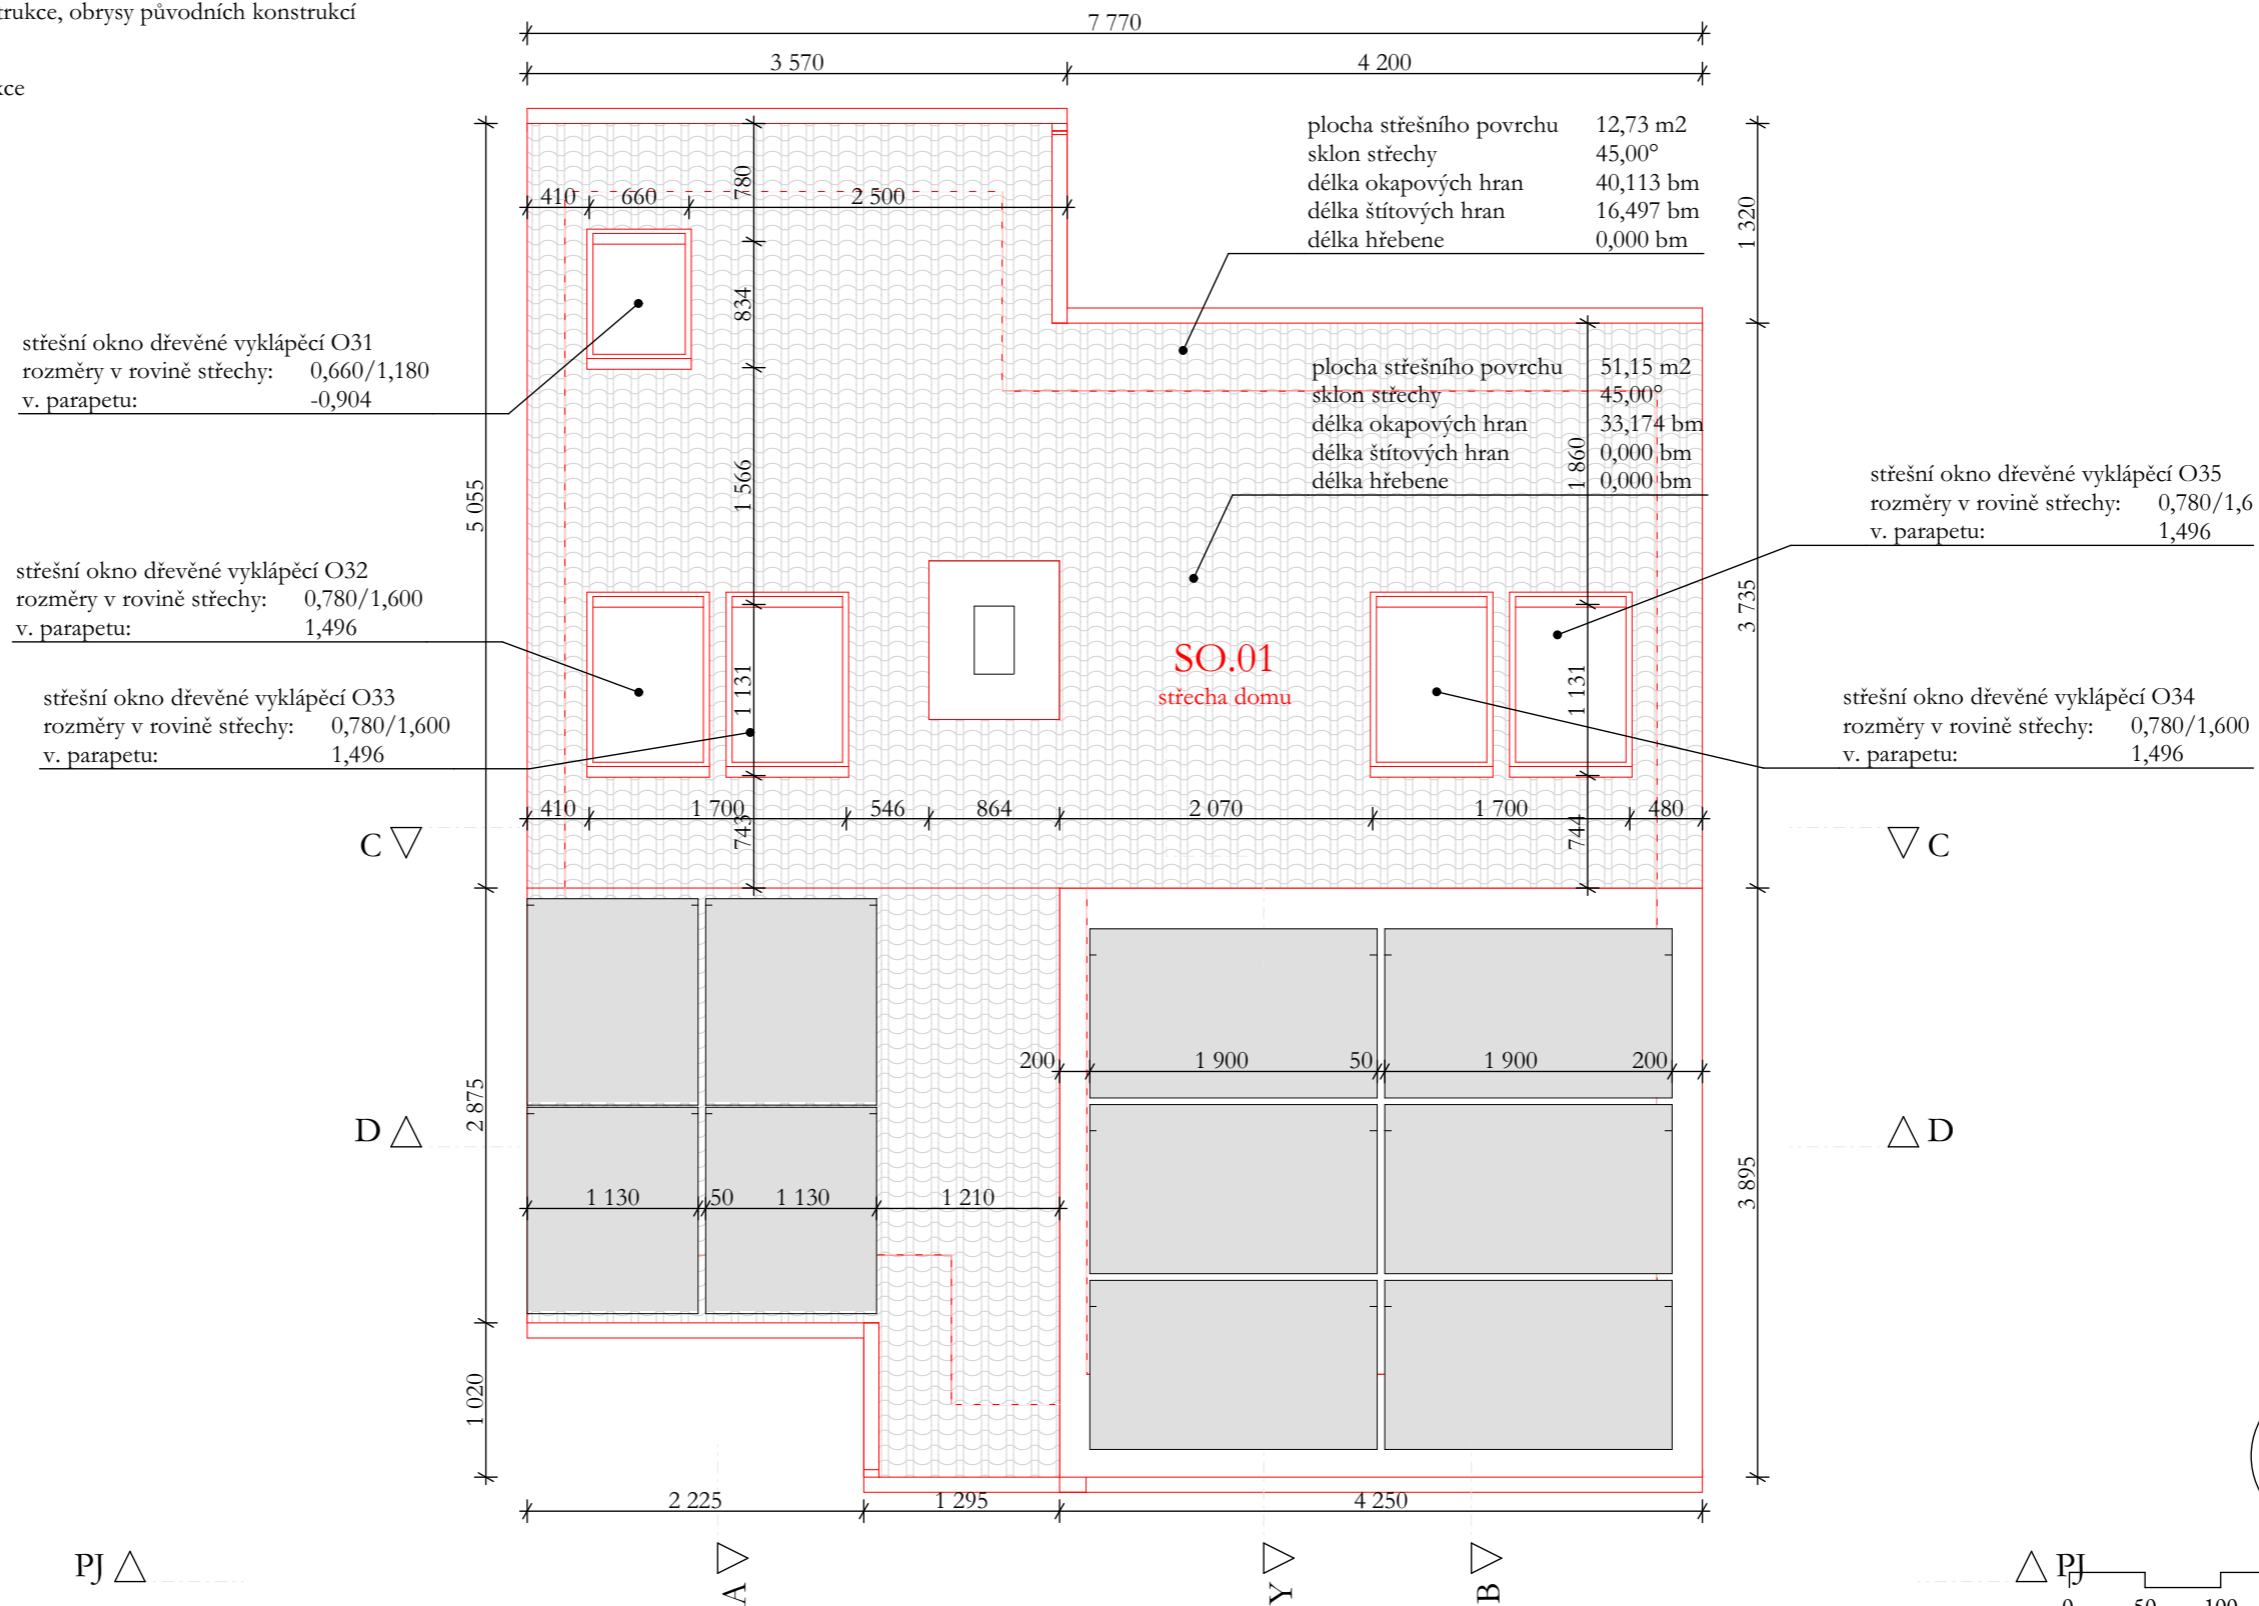 trukce, obrysy původních konstrukcí
kce
7 770
3 570
4 200
plocha střešního povrchu 12,73 m2
sklon střechy 45,00°
délka okapových hran 40,113 bm
délka štítových hran 16,497 bm
délka hřebene 0,000 bm
410
660
2 500
780
834
1 320
střešní okno dřevěné vyklápěcí O31
rozměry v rovině střechy: 0,660/1,180
v. parapetu: -0,904
plocha střešního povrchu 51,15 m2
sklon střechy 45,00°
délka okapových hran 33,174 bm
délka štítových hran 0,000 bm
délka hřebene 0,000 bm
5 055
1 566
1 860
střešní okno dřevěné vyklápěcí O35
rozměry v rovině střechy: 0,780/1,6
v. parapetu: 1,496
střešní okno dřevěné vyklápěcí O32
rozměry v rovině střechy: 0,780/1,600
v. parapetu: 1,496
3 735
SO.01
střecha domu
střešní okno dřevěné vyklápěcí O33
rozměry v rovině střechy: 0,780/1,600
v. parapetu: 1,496
1 131
1 131
střešní okno dřevěné vyklápěcí O34
rozměry v rovině střechy: 0,780/1,600
v. parapetu: 1,496
410
1 700
546
864
2 070
1 700
480
743
744
C
C
200
1 900
50
1 900
200
2 875
D
D
3 895
1 130
50
1 130
1 210
1 020
2 225
1 295
4 250
PJ
A
Y
B
PJ
0 50 100